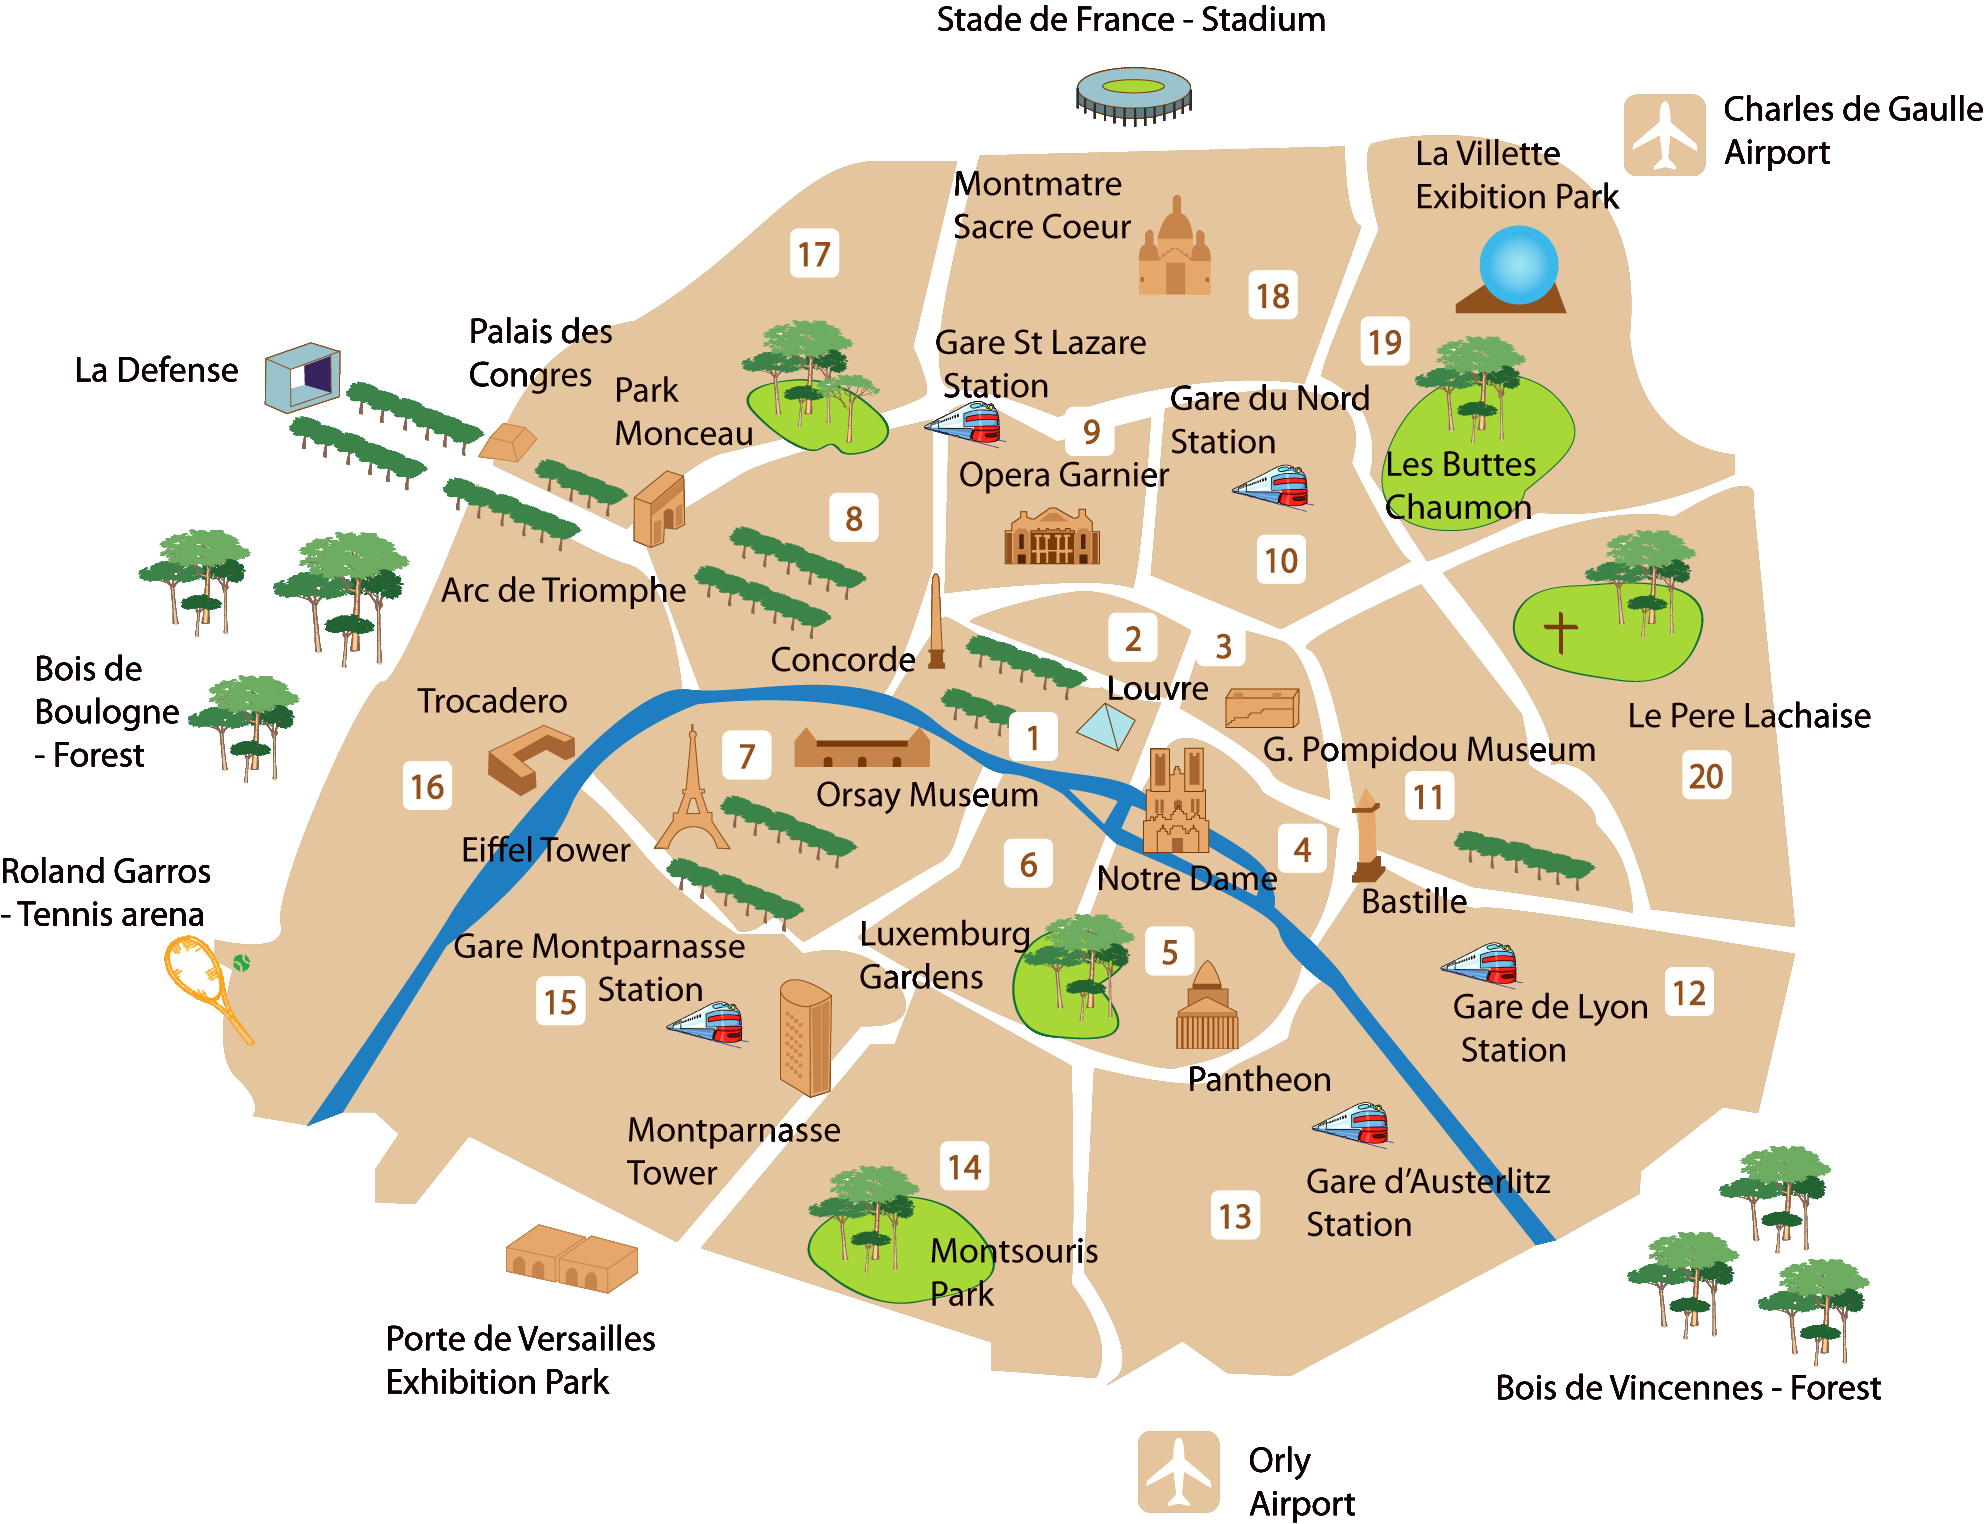 Stade de France - Stadium
Charles de Gaulle
Airport
La Villette
Exibition Park
Montmatre
Sacre Coeur
17
18
19
Palais des
Congres
La Defense
Park
Monceau
Gare St Lazare
Station
Gare du Nord
Station
9
Opera Garnier
Les Buttes
Chaumon
8
10
Arc de Triomphe
2
3
Concorde
Louvre
Bois de
Boulogne
- Forest
Trocadero
Le Pere Lachaise
1
7
G. Pompidou Museum
16
Orsay Museum
11
20
Eiffel Tower
6
4
Notre Dame
Bastille
Roland Garros
- Tennis arena
Gare Montparnasse
Station
15
Luxemburg
Gardens
5
Gare de Lyon
Station
12
Pantheon
Montparnasse
Tower
14
13
Gare d'Austerlitz
Station
Montsouris
Park
Porte de Versailles
Exhibition Park
Bois de Vincennes - Forest
Orly
Airport